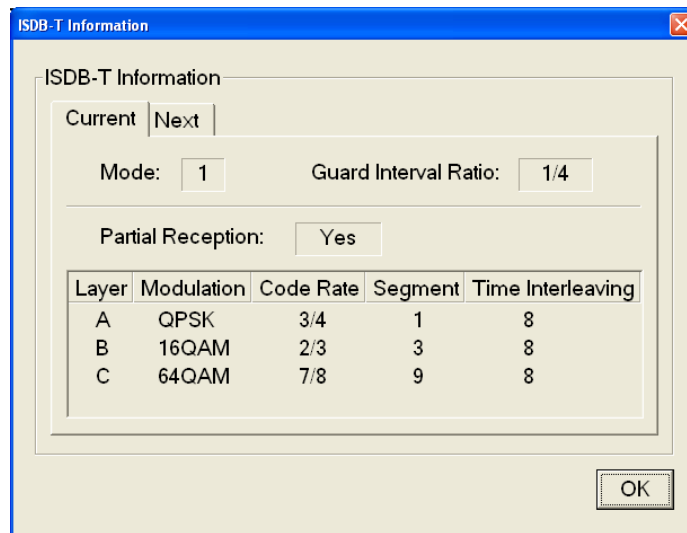 ISDB-T Information
ISDB-T Information
Current Next
Mode: 1 Guard Interval Ratio: 1/4
Partial Reception: Yes
Layer Modulation Code Rate Segment Time Interleaving
A QPSK 3/4 1 8
B 16QAM 2/3 3 8
C 64QAM 7/8 9 8
OK